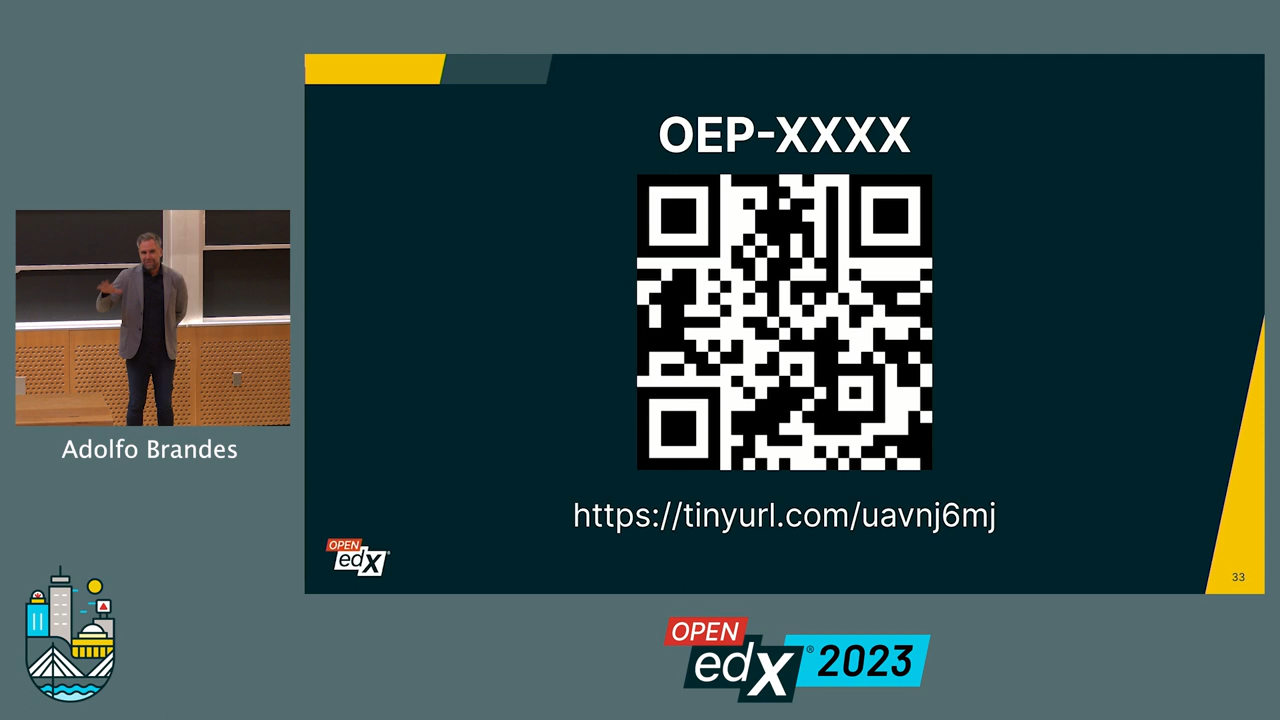 OEP-XXXX
https://tinyurl.com/uavnj6mj
OPEN
edX
33
Adolfo Brandes
OPEN
edX® 2023